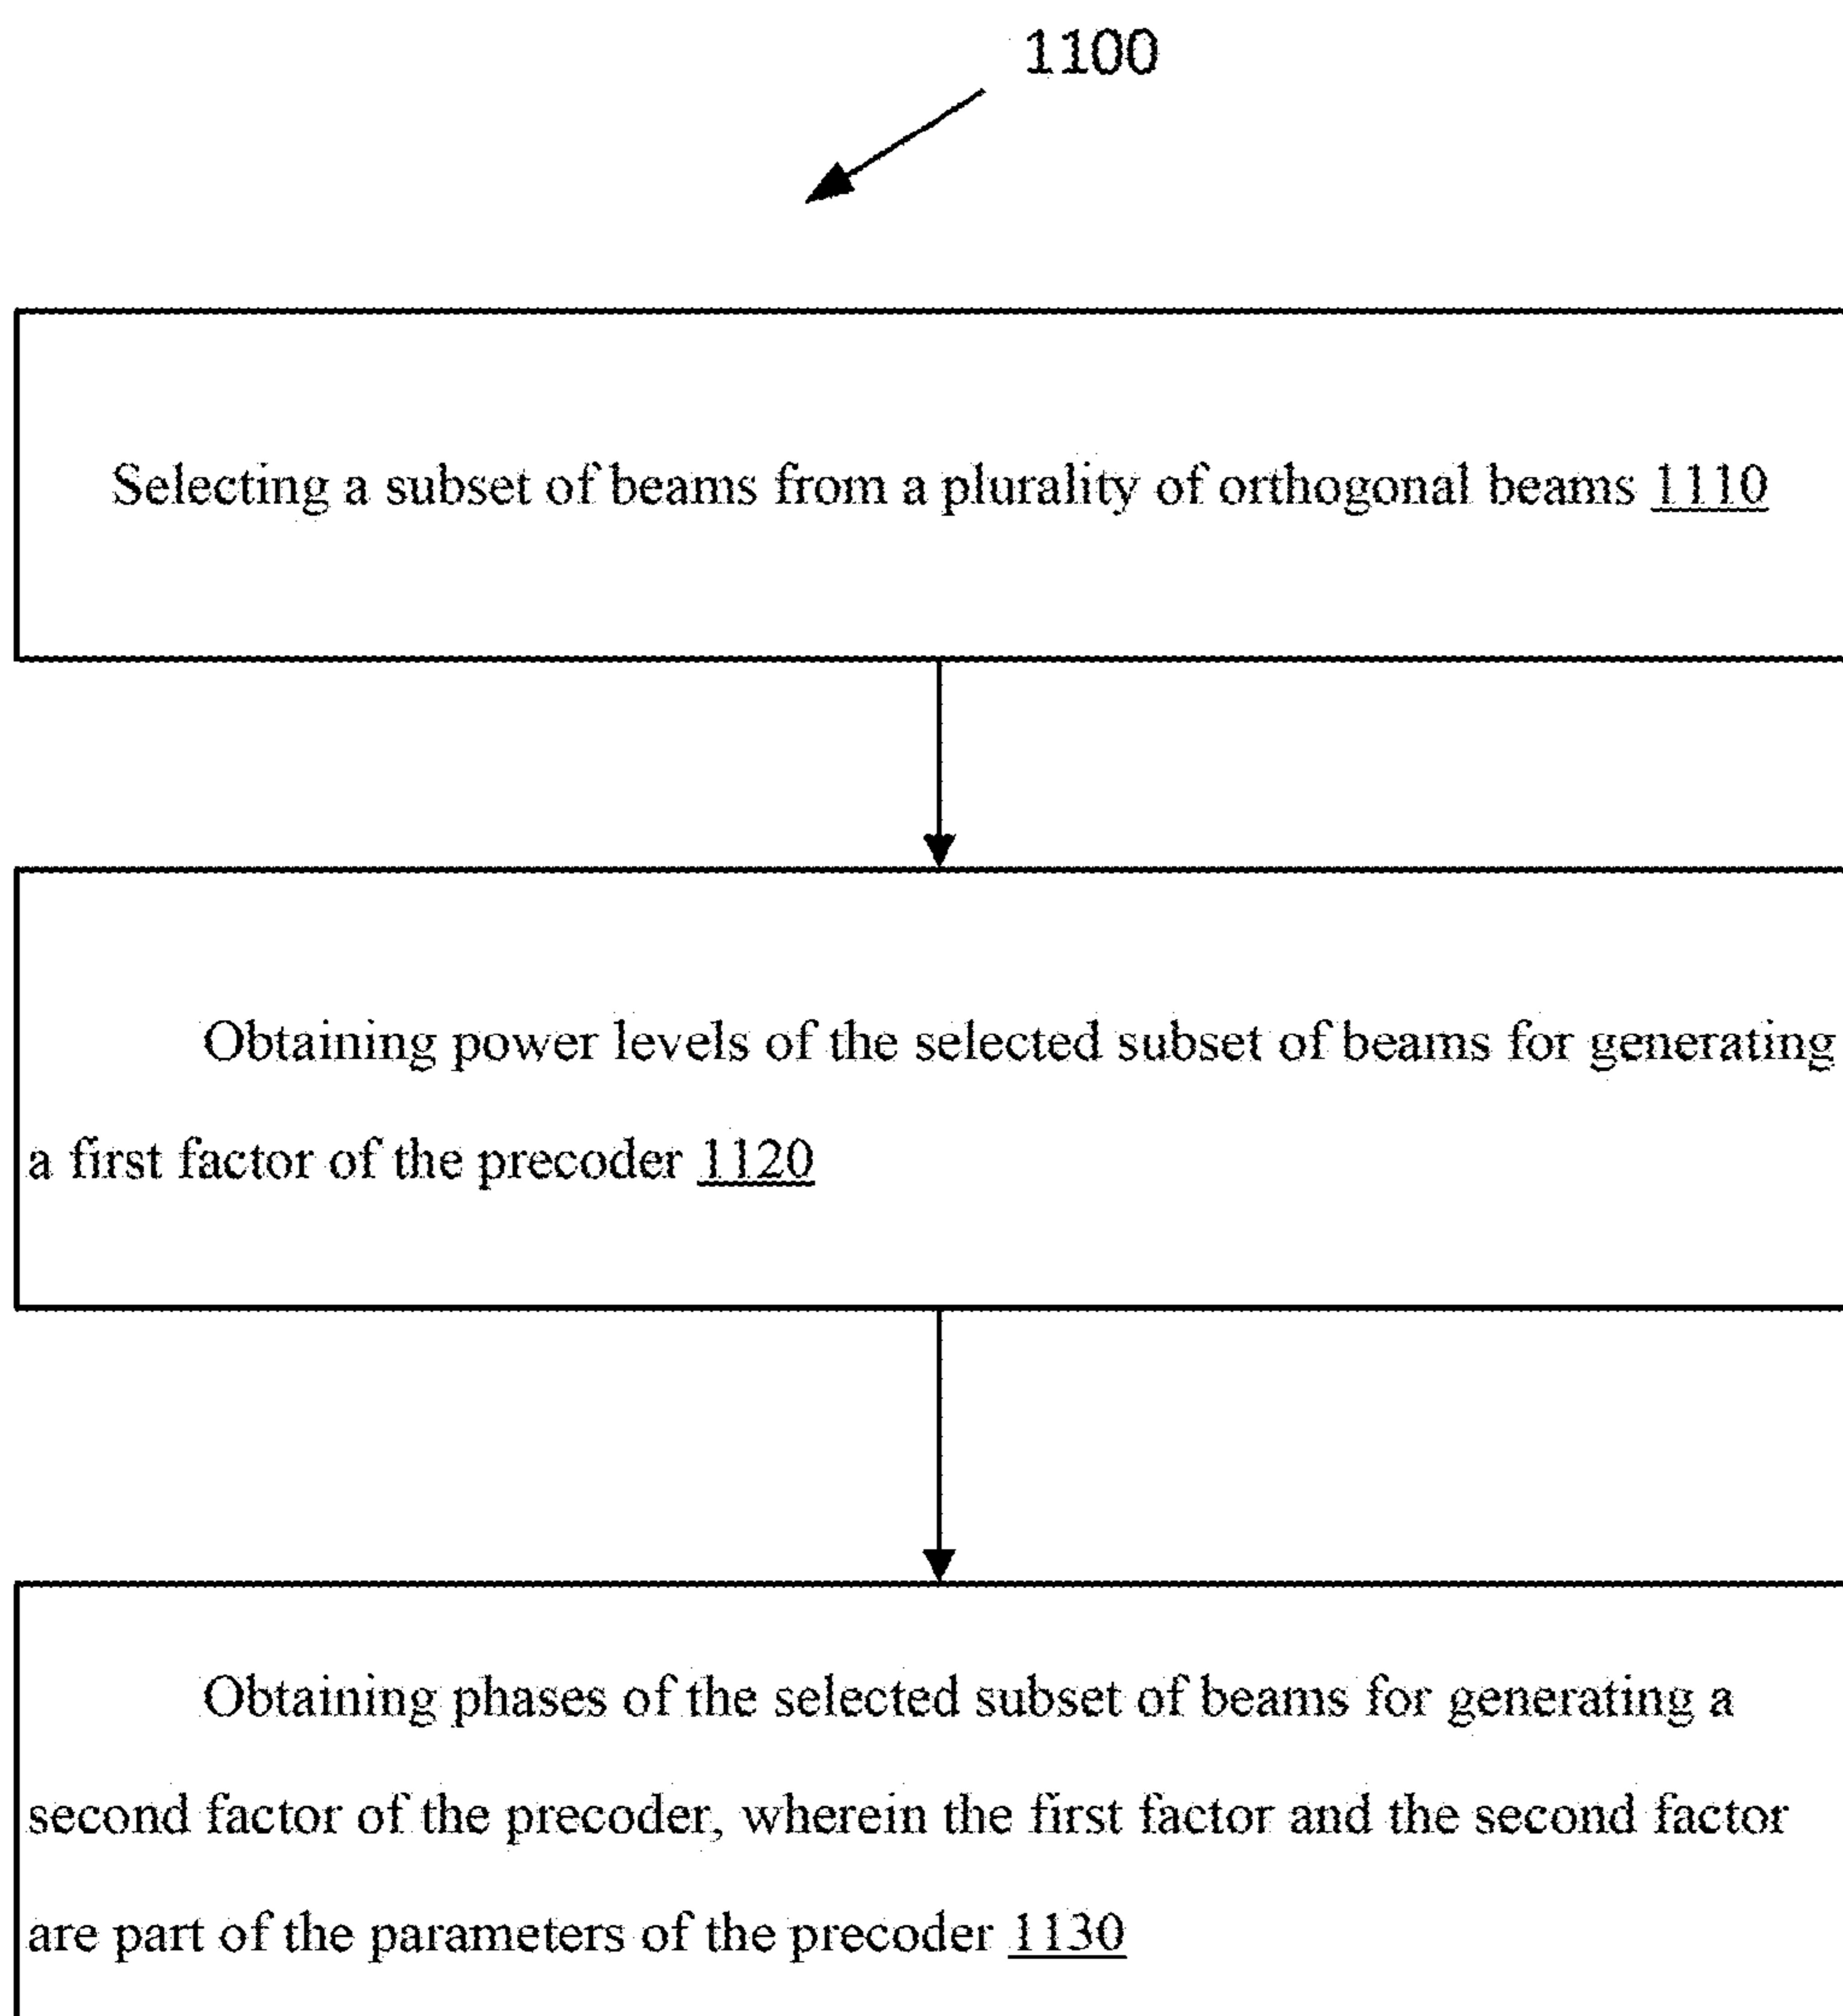 1100
Selecting a subset of beams from a plurality of orthogonal beams 1110
Obtaining power levels of the selected subset of beams for generating
a first factor of the precoder 1120
Obtaining phases of the selected subset of beams for generating a
second factor of the precoder, wherein the first factor and the second factor
are part of the parameters of the precoder 1130